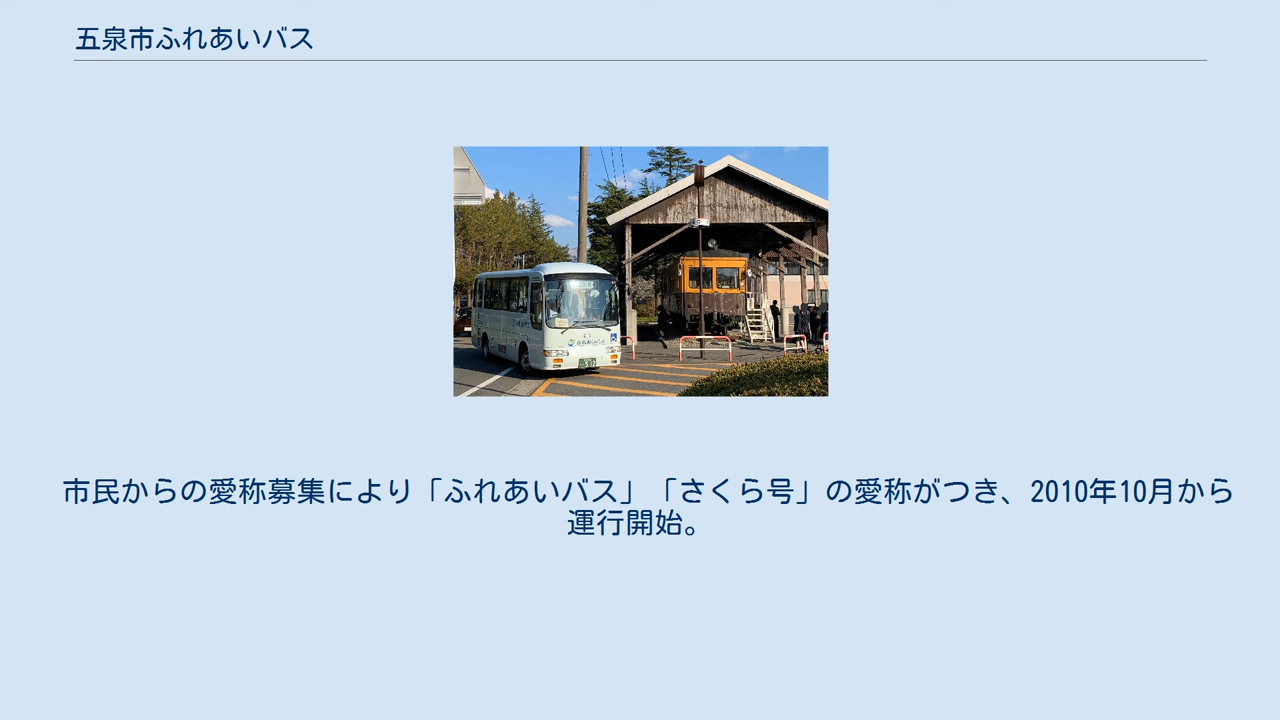 五泉市ふれあいバス
市民からの愛称募集により「ふれあいバス」「さくら号」の愛称がつき、2010年10月から
運行開始。